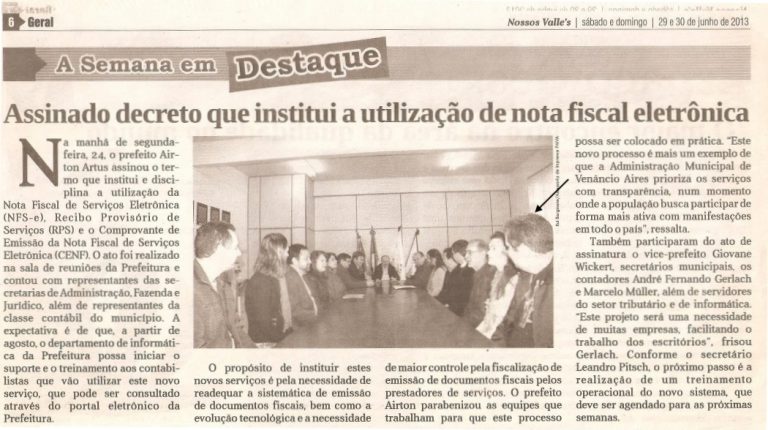 6 Geral
Nossos Valle's | sábado e domingo | 29 e 30 de junho de 2013
A Semana em Destaque
Assinado decreto que institui a utilização de nota fiscal eletrônica
Na manhã de segunda-
feira, 24, o prefeito Air-
ton Artus assinou o ter-
mo que institui e disci-
plina a utilização da
Nota Fiscal de Serviços Eletrônica
(NFS-e), Recibo Provisório de
Serviços (RPS) e o Comprovante de
Emissão da Nota Fiscal de Serviços
Eletrônica (CENF). O ato foi realizado
na sala de reuniões da Prefeitura e
contou com representantes das se-
cretarias de Administração, Fazenda e
Jurídico, além de representantes da
classe contábil do município. A
expectativa é de que, a partir de
agosto, o departamento de informáti-
ca da Prefeitura possa iniciar o
suporte e o treinamento aos contabi-
listas que vão utilizar este novo
serviço, que pode ser consultado
através do portal eletrônico da
Prefeitura.
O propósito de instituir estes
novos serviços é pela necessidade de
readequar a sistemática de emissão
de documentos fiscais, bem como a
evolução tecnológica e a necessidade
de maior controle pela fiscalização de
emissão de documentos fiscais pelos
prestadores de serviços. O prefeito
Airton parabenizou as equipes que
trabalham para que este processo
possa ser colocado em prática. “Este
novo processo é mais um exemplo de
que a Administração Municipal de
Venâncio Aires prioriza os serviços
com transparência, num momento
onde a população busca participar de
forma mais ativa com manifestações
em todo o país”, ressalta.
Também participaram do ato de
assinatura o vice-prefeito Giovane
Wickert, secretários municipais, os
contadores André Fernando Gerlach
e Marcelo Müller, além de servidores
do setor tributário e de informática.
“Este projeto será uma necessidade
de muitas empresas, facilitando o
trabalho dos escritórios”, frisou
Gerlach. Conforme o secretário
Leandro Pitsch, o próximo passo é a
realização de um treinamento
operacional do novo sistema, que
deve ser agendado para as próximas
semanas.